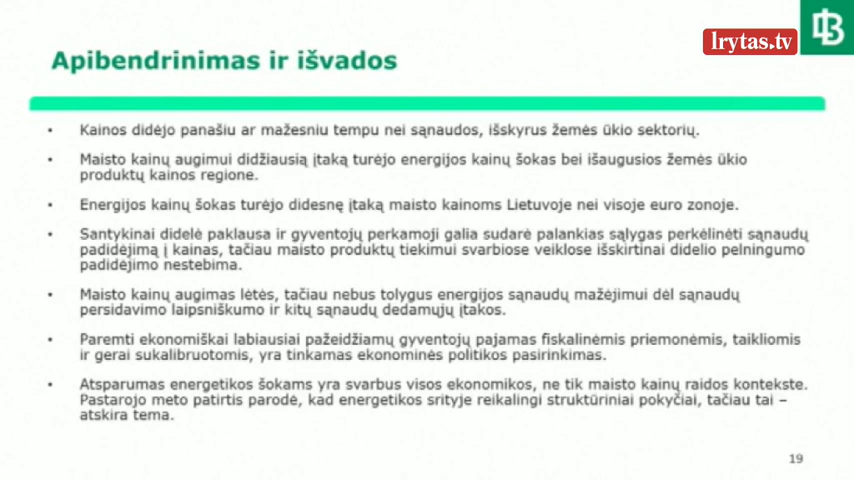 lrytas.tv
Apibendrinimas ir išvados
• Kainos didėjo panašiu ar mažesniu tempu nei sąnaudos, išskyrus žemės ūkio sektorių.
• Maisto kainų augimui didžiausią įtaką turėjo energijos kainų šokas bei išaugusios žemės ūkio
produktų kainos regione.
• Energijos kainų šokas turėjo didesnę įtaką maisto kainoms Lietuvoje nei visoje euro zonoje.
• Santykinai didelė paklausa ir gyventojų perkamoji galia sudarė palankias sąlygas perkėlinėti sąnaudų
padidėjimą į kainas, tačiau maisto produktų tiekimui svarbiose veiklose išskirtinai didelio pelningumo
padidėjimo nestebima.
• Maisto kainų augimas lėtės, tačiau nebus tolygus energijos sąnaudų mažėjimui dėl sąnaudų
persidavimo laipsniškumo ir kitų sąnaudų dedamųjų įtakos.
• Paremti ekonomiškai labiausiai pažeidžiamų gyventojų pajamas fiskalinėmis priemonėmis, taikliomis
ir gerai sukalibruotomis, yra tinkamas ekonominės politikos pasirinkimas.
• Atsparumas energetikos šokams yra svarbus visos ekonomikos, ne tik maisto kainų raidos kontekste.
Pastarojo meto patirtis parodė, kad energetikos srityje reikalingi struktūriniai pokyčiai, tačiau tai –
atskira tema.
19